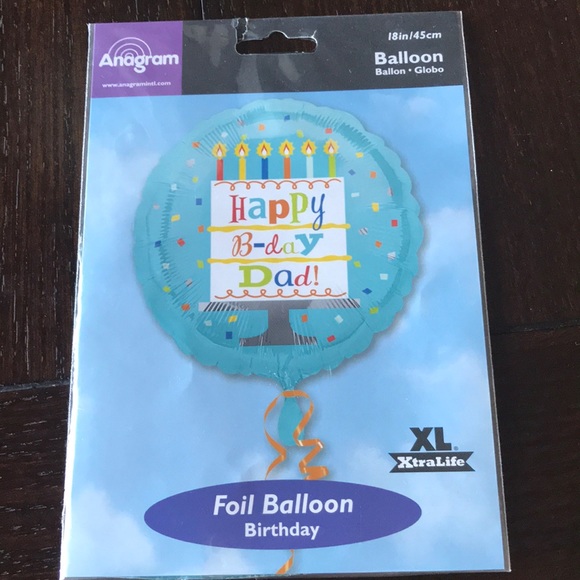 Anagram
www.anagramintl.com
18in/45cm
Balloon
Ballon • Globo
Happy
B-day
Dad!
XL®
XtraLife
Foil Balloon
Birthday